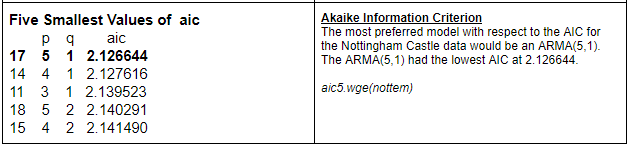 Five Smallest Values of aic
p q aic
17 5 1 2.126644
14 4 1 2.127616
11 3 1 2.139523
18 5 2 2.140291
15 4 2 2.141490
Akaike Information Criterion
The most preferred model with respect to the AIC for
the Nottingham Castle data would be an ARMA(5,1).
The ARMA(5,1) had the lowest AIC at 2.126644.
aic5.wge(nottem)